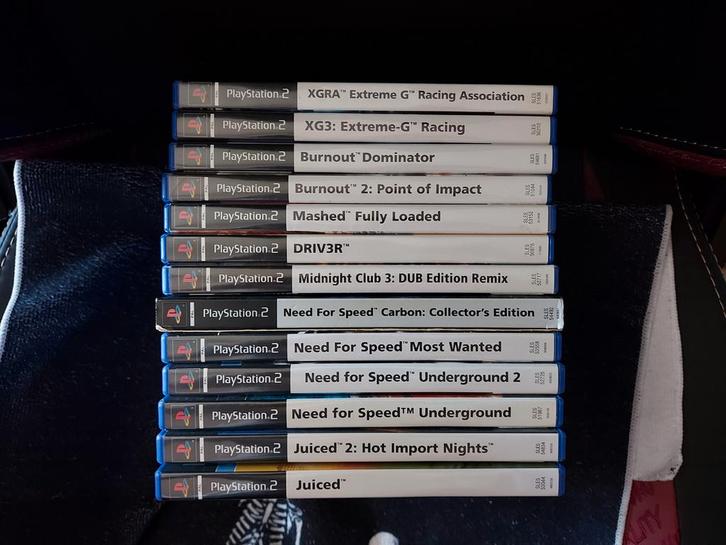 PlayStation.2 XGRA™ Extreme G™ Racing Association
PlayStation.2 XG3: Extreme-G™ Racing
PlayStation.2 Burnout™ Dominator
PlayStation.2 Burnout™ 2: Point of Impact
PlayStation.2 Mashed™ Fully Loaded
PlayStation.2 DRIV3R™
PlayStation.2 Midnight Club 3: DUB Edition Remix
PlayStation.2 Need For Speed™ Carbon: Collector's Edition
PlayStation.2 Need For Speed™ Most Wanted
PlayStation.2 Need for Speed™ Underground 2
PlayStation.2 Need for Speed™ Underground
PlayStation.2 Juiced™ 2: Hot Import Nights™
PlayStation.2 Juiced™